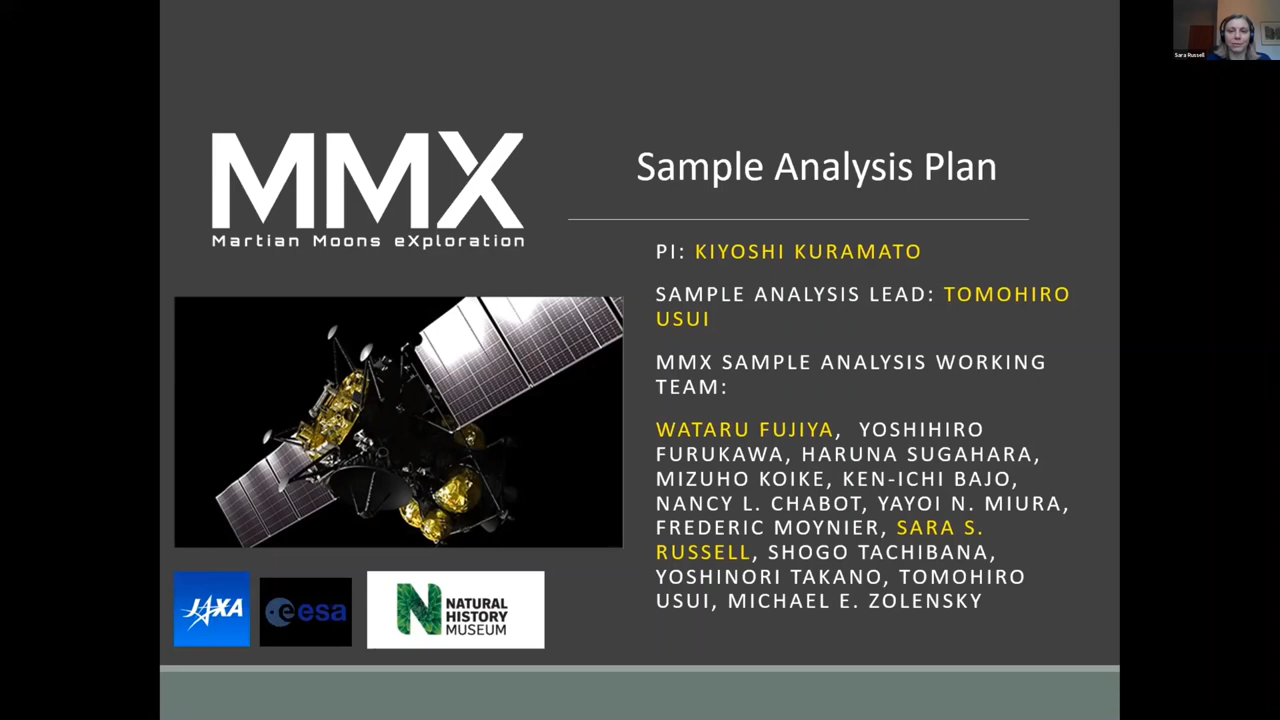 Sara Russell
MMX
Martian Moons eXploration
Sample Analysis Plan
PI: KIYOSHI KURAMATO
SAMPLE ANALYSIS LEAD: TOMOHIRO
USUI
MMX SAMPLE ANALYSIS WORKING
TEAM:
WATARU FUJIYA, YOSHIHIRO
FURUKAWA, HARUNA SUGAHARA,
MIZUHO KOIKE, KEN-ICHI BAJO,
NANCY L. CHABOT, YAYOI N. MIURA,
FREDERIC MOYNIER, SARA S.
RUSSELL, SHOGO TACHIBANA,
YOSHINORI TAKANO, TOMOHIRO
USUI, MICHAEL E. ZOLENSKY
JAXA
esa
N
NATURAL
HISTORY
MUSEUM